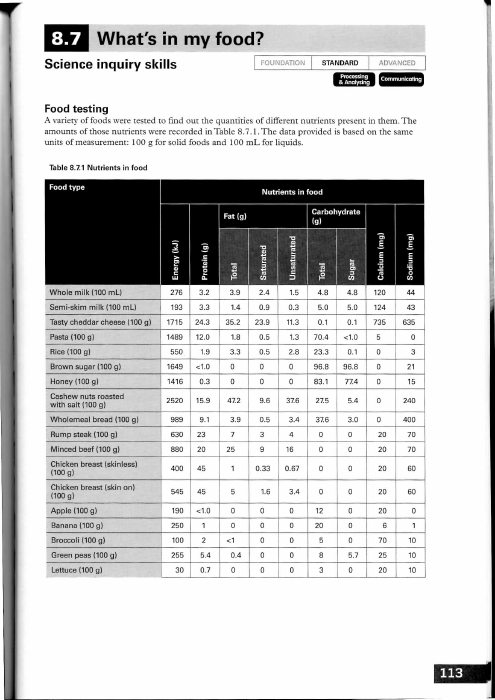 8.7 What's in my food?
Science inquiry skills
FOUNDATION STANDARD ADVANCED
Processing & Analysing Communicating
Food testing
A variety of foods were tested to find out the quantities of different nutrients present in them. The
amounts of those nutrients were recorded in Table 8.7.1. The data provided is based on the same
units of measurement: 100 g for solid foods and 100 mL for liquids.
Table 8.7.1 Nutrients in food
Food type Nutrients in food
Energy (kJ) Protein (g) Fat (g) Carbohydrate (g) Calcium (mg) Sodium (mg)
Total Saturated Unsaturated Total Sugar
Whole milk (100 mL) 276 3.2 3.9 2.4 1.5 4.8 4.8 120 44
Semi-skim milk (100 mL) 193 3.3 1.4 0.9 0.3 5.0 5.0 124 43
Tasty cheddar cheese (100 g) 1715 24.3 35.2 23.9 11.3 0.1 0.1 735 635
Pasta (100 g) 1489 12.0 1.8 0.5 1.3 70.4 <1.0 5 0
Rice (100 g) 550 1.9 3.3 0.5 2.8 23.3 0.1 0 3
Brown sugar (100 g) 1649 <1.0 0 0 0 96.8 96.8 0 21
Honey (100 g) 1416 0.3 0 0 0 83.1 77.4 0 15
Cashew nuts roasted
with salt (100 g) 2520 15.9 47.2 9.6 37.6 27.5 5.4 0 240
Wholemeal bread (100 g) 989 9.1 3.9 0.5 3.4 37.6 3.0 0 400
Rump steak (100 g) 630 23 7 3 4 0 0 20 70
Minced beef (100 g) 880 20 25 9 16 0 0 20 70
Chicken breast (skinless)
(100 g) 400 45 1 0.33 0.67 0 0 20 60
Chicken breast (skin on)
(100 g) 545 45 5 1.6 3.4 0 0 20 60
Apple (100 g) 190 <1.0 0 0 0 12 0 20 0
Banana (100 g) 250 1 0 0 0 20 0 6 1
Broccoli (100 g) 100 2 <1 0 0 5 0 70 10
Green peas (100 g) 255 5.4 0.4 0 0 8 5.7 25 10
Lettuce (100 g) 30 0.7 0 0 0 3 0 20 10
113